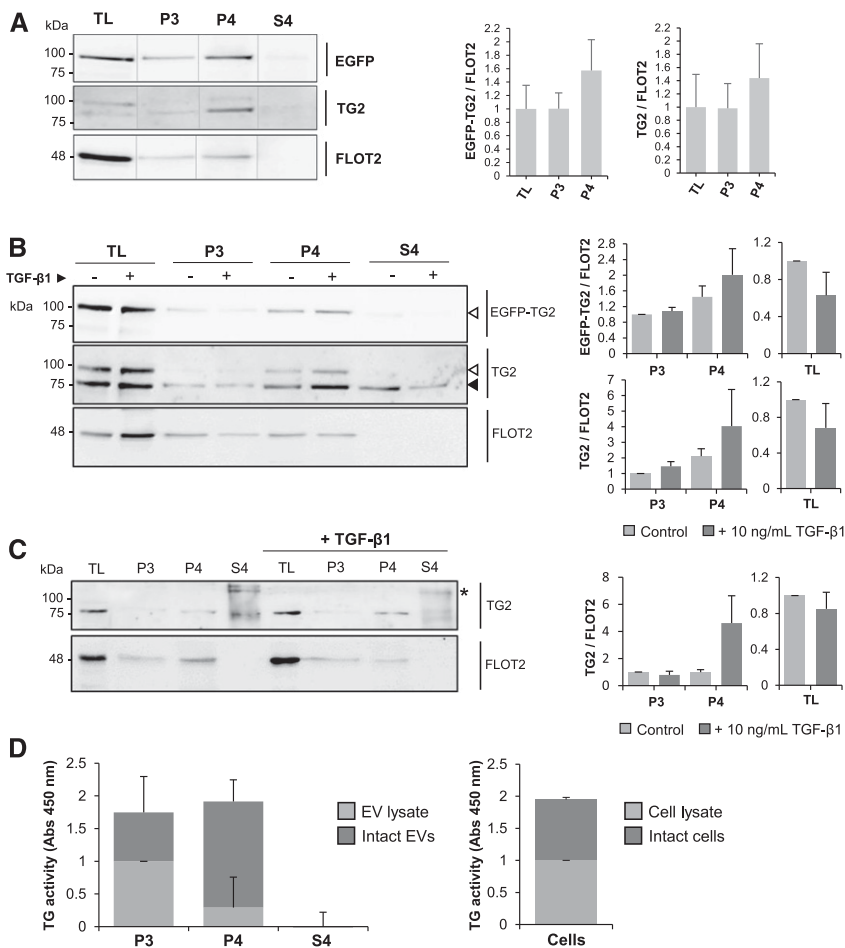 A
kDa TL P3 P4 S4
100
75
EGFP
100
75
TG2
48
FLOT2
EGFP-TG2 / FLOT2
2.2
2
1.8
1.6
1.4
1.2
1
0.8
0.6
0.4
0.2
0
TL P3 P4
TG2 / FLOT2
2.2
2
1.8
1.6
1.4
1.2
1
0.8
0.6
0.4
0.2
0
TL P3 P4
B
TL P3 P4 S4
TGF-β1 ► - + - + - + - +
kDa
100
75
EGFP-TG2
100
75
TG2
48
FLOT2
EGFP-TG2 / FLOT2
2.8
2.4
2
1.6
1.2
0.8
0.4
0
P3 P4
1.2
0.8
0.4
0
TL
TG2 / FLOT2
7
6
5
4
3
2
1
0
P3 P4
1.2
0.8
0.4
0
TL
Control + 10 ng/mL TGF-β1
C
+ TGF-β1
kDa TL P3 P4 S4 TL P3 P4 S4
100
75
*
TG2
48
FLOT2
TG2 / FLOT2
8
6
4
2
0
P3 P4
1.2
0.8
0.4
0
TL
Control + 10 ng/mL TGF-β1
D
TG activity (Abs 450 nm)
2.5
2
1.5
1
0.5
0
P3 P4 S4
EV lysate
Intact EVs
TG activity (Abs 450 nm)
2.5
2
1.5
1
0.5
0
Cells
Cell lysate
Intact cells